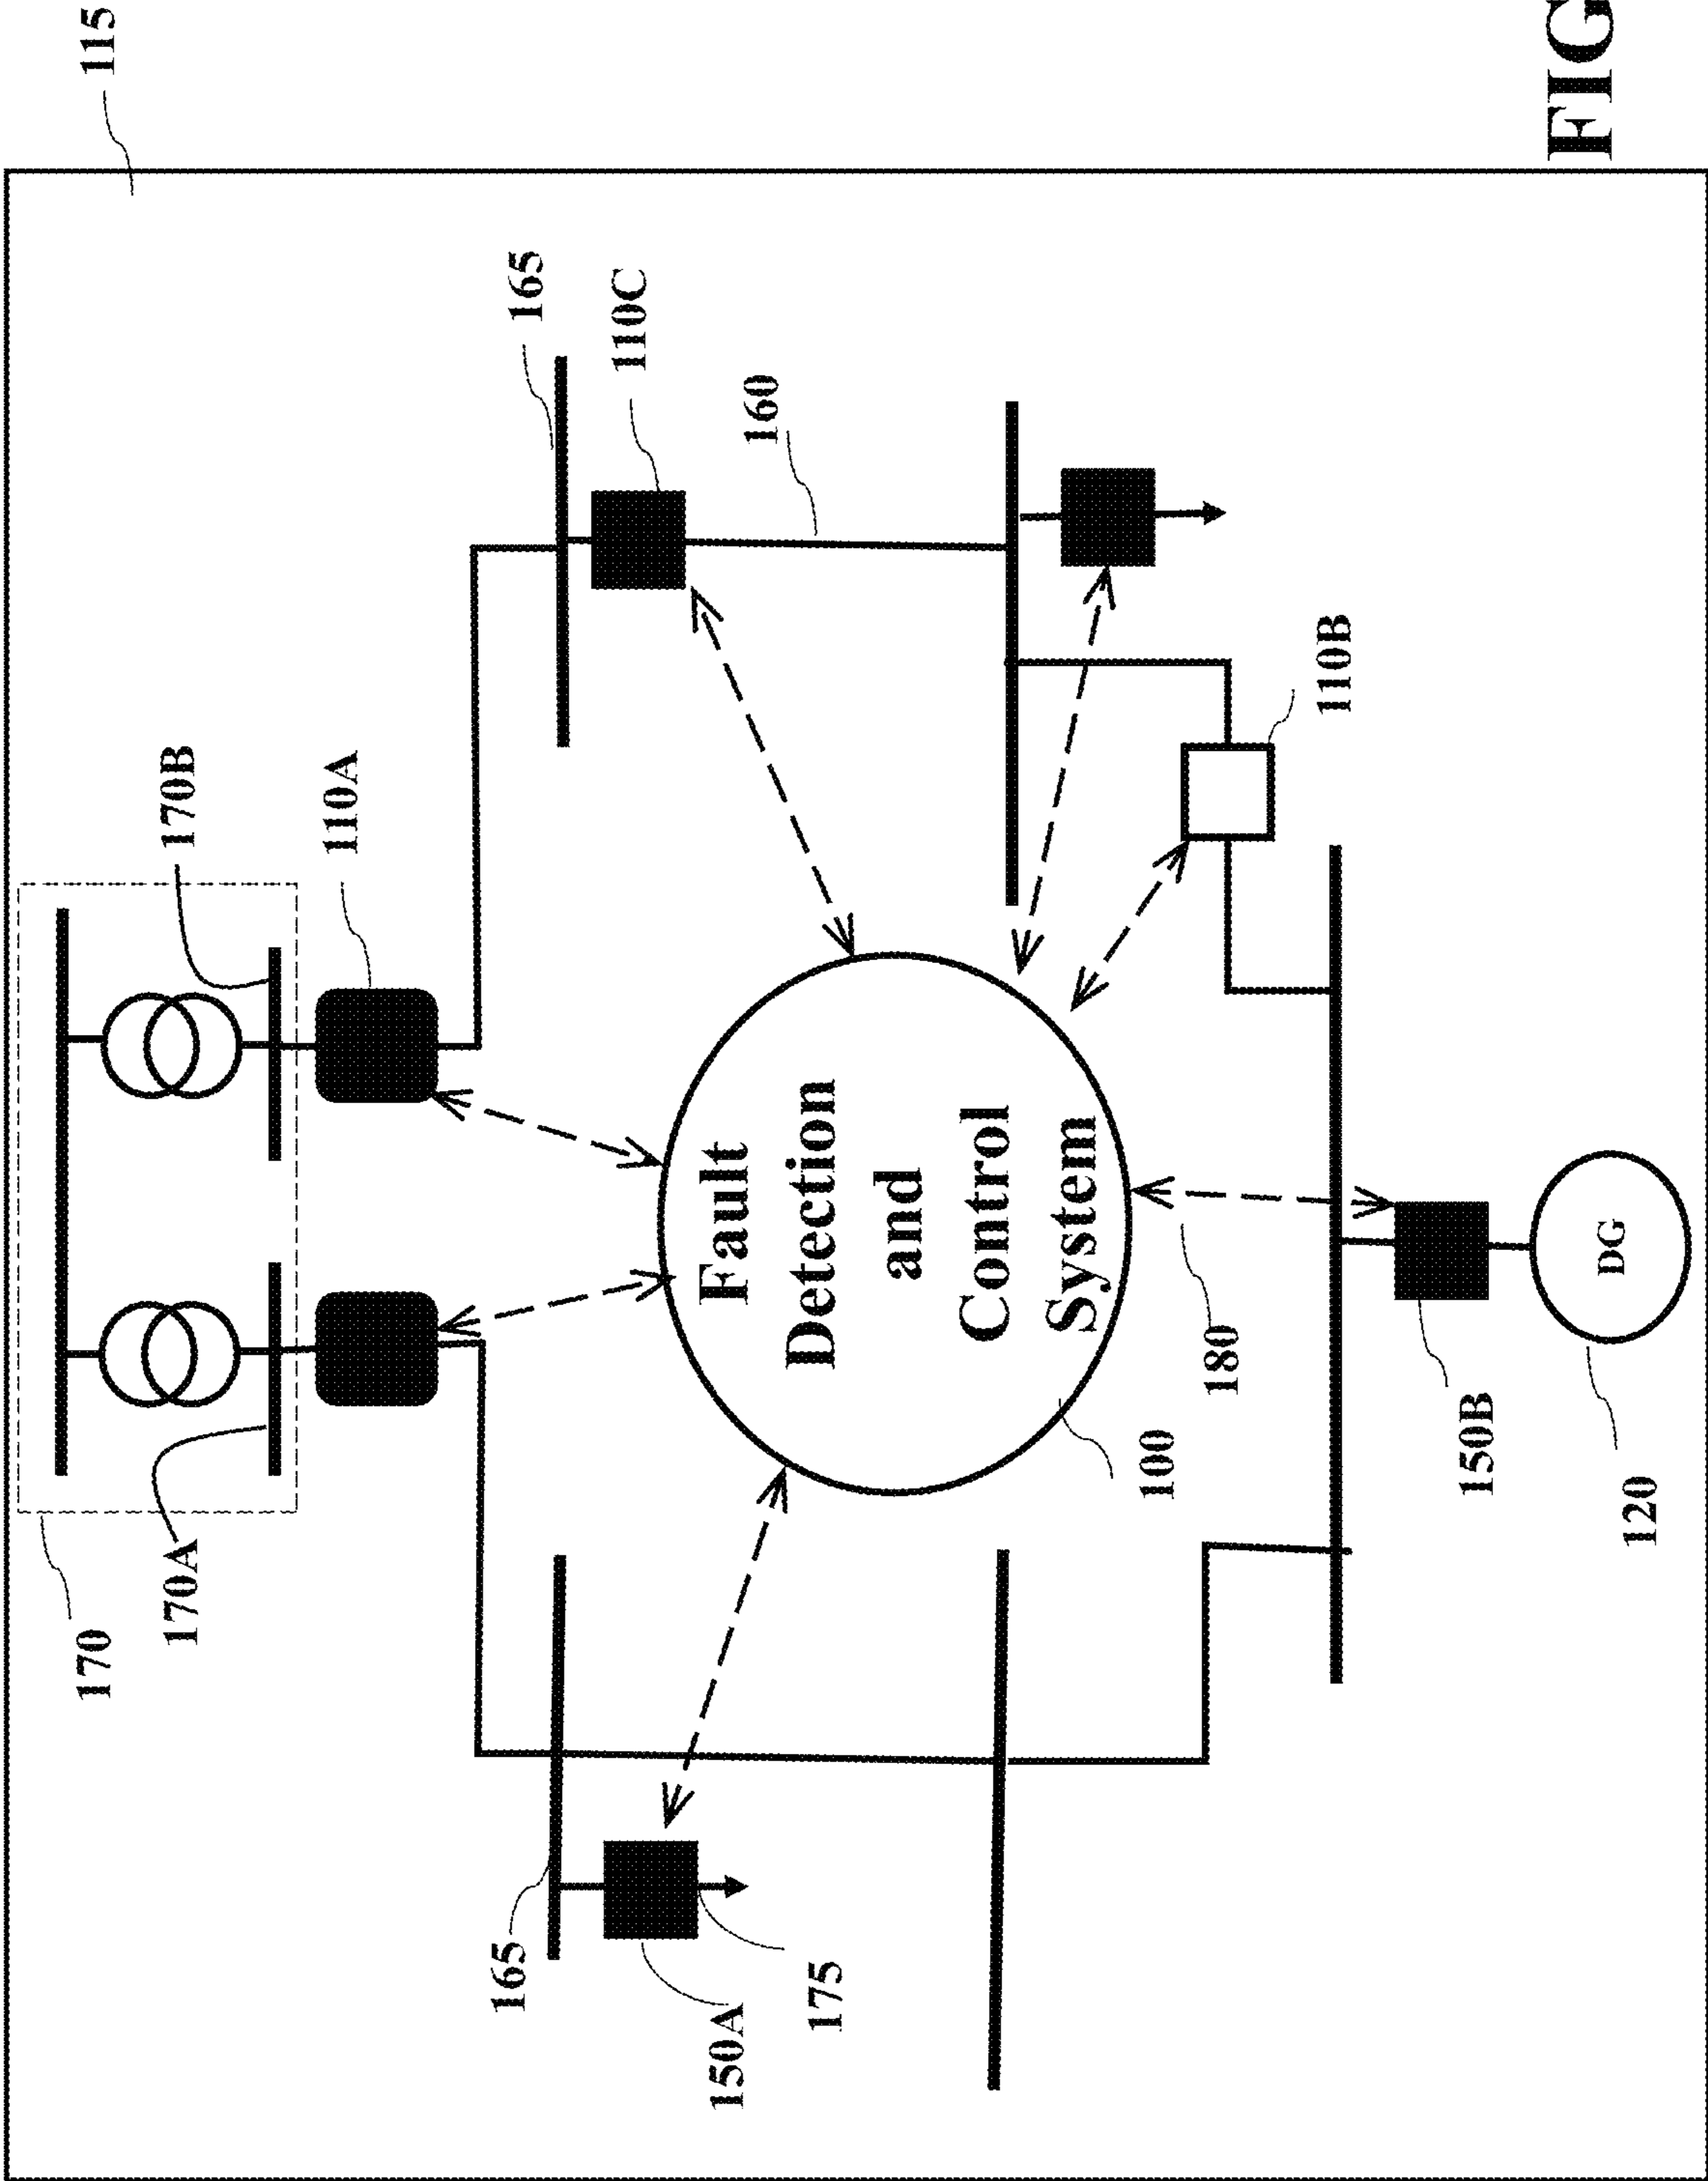 170
115
170A
170B
110A
165
165
110C
160
Fault
Detection
and
Control
System
150A
175
100
180
110B
150B
DG
120
FIG